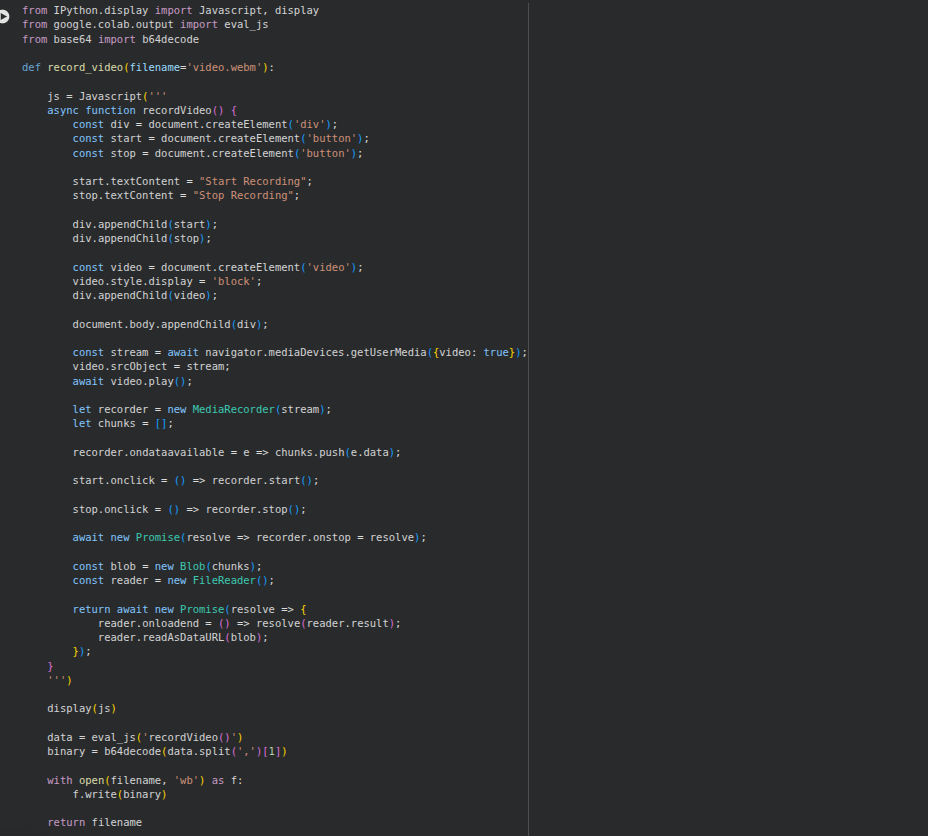 from IPython.display import Javascript, display
from google.colab.output import eval_js
from base64 import b64decode
def record_video(filename='video.webm'):
js = Javascript('''
async function recordVideo() {
const div = document.createElement('div');
const start = document.createElement('button');
const stop = document.createElement('button');
start.textContent = "Start Recording";
stop.textContent = "Stop Recording";
div.appendChild(start);
div.appendChild(stop);
const video = document.createElement('video');
video.style.display = 'block';
div.appendChild(video);
document.body.appendChild(div);
const stream = await navigator.mediaDevices.getUserMedia({video: true});
video.srcObject = stream;
await video.play();
let recorder = new MediaRecorder(stream);
let chunks = [];
recorder.ondataavailable = e => chunks.push(e.data);
start.onclick = () => recorder.start();
stop.onclick = () => recorder.stop();
await new Promise(resolve => recorder.onstop = resolve);
const blob = new Blob(chunks);
const reader = new FileReader();
return await new Promise(resolve => {
reader.onloadend = () => resolve(reader.result);
reader.readAsDataURL(blob);
});
}
''')
display(js)
data = eval_js('recordVideo()')
binary = b64decode(data.split(',')[1])
with open(filename, 'wb') as f:
f.write(binary)
return filename